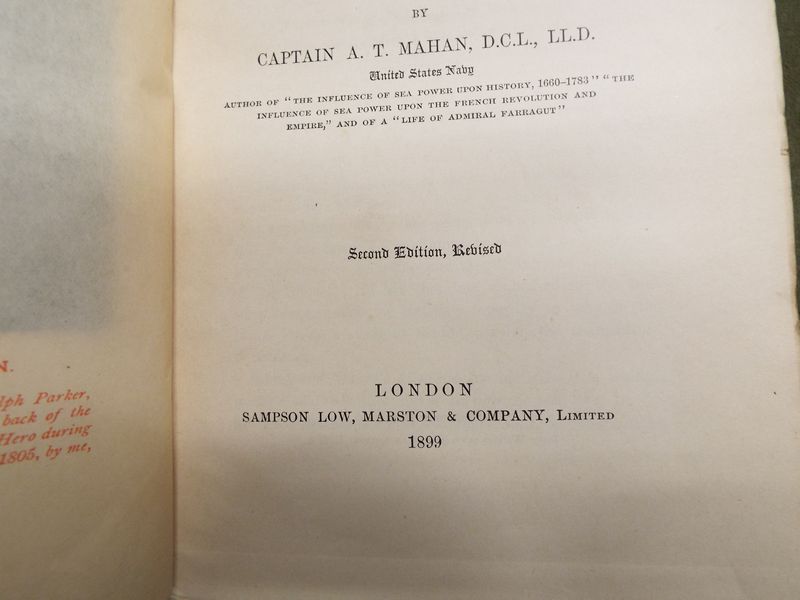 N.
lph Parker,
back of the
Hero during
1805, by me,
BY
CAPTAIN A. T. MAHAN, D.C.L., LL.D.
United States Navy
AUTHOR OF "THE INFLUENCE OF SEA POWER UPON HISTORY, 1660–1783" "THE
INFLUENCE OF SEA POWER UPON THE FRENCH REVOLUTION AND
EMPIRE," AND OF A "LIFE OF ADMIRAL FARRAGUT"
Second Edition, Revised
LONDON
SAMPSON LOW, MARSTON & COMPANY, LIMITED
1899